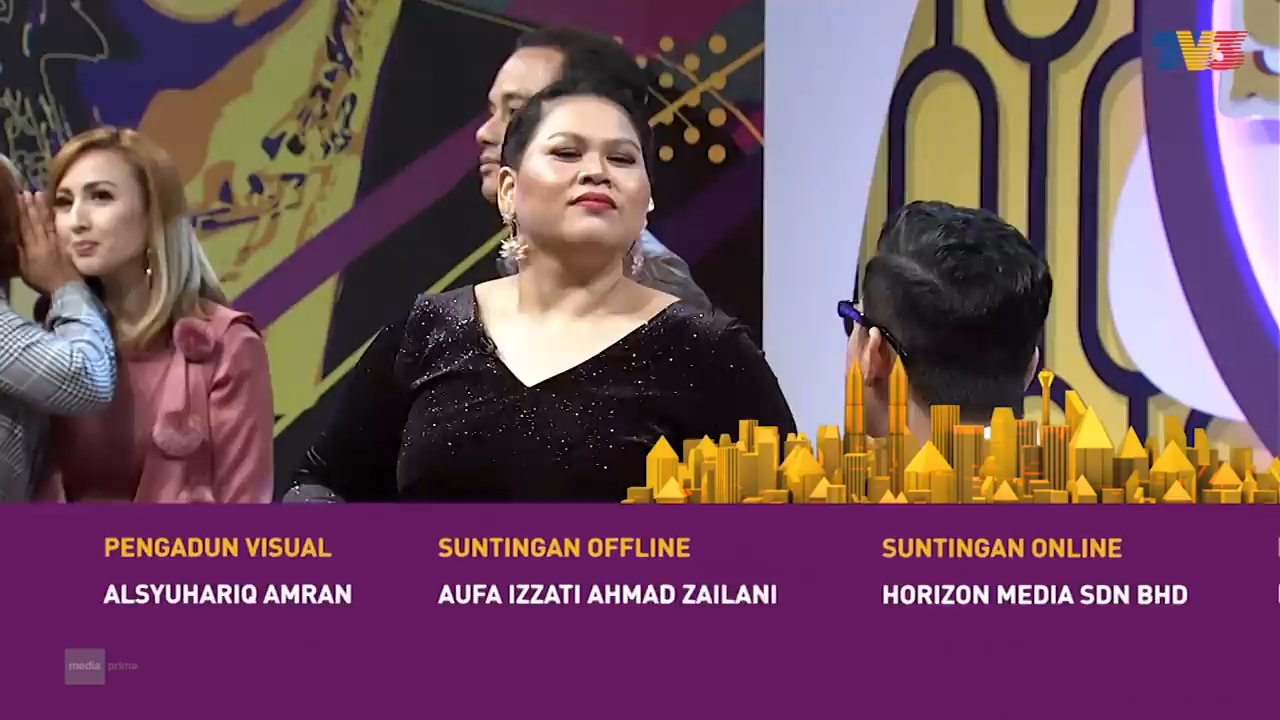 TV3
PENGADUN VISUAL
ALSYUHARIQ AMRAN
SUNTINGAN OFFLINE
AUFA IZZATI AHMAD ZAILANI
SUNTINGAN ONLINE
HORIZON MEDIA SDN BHD
media prima